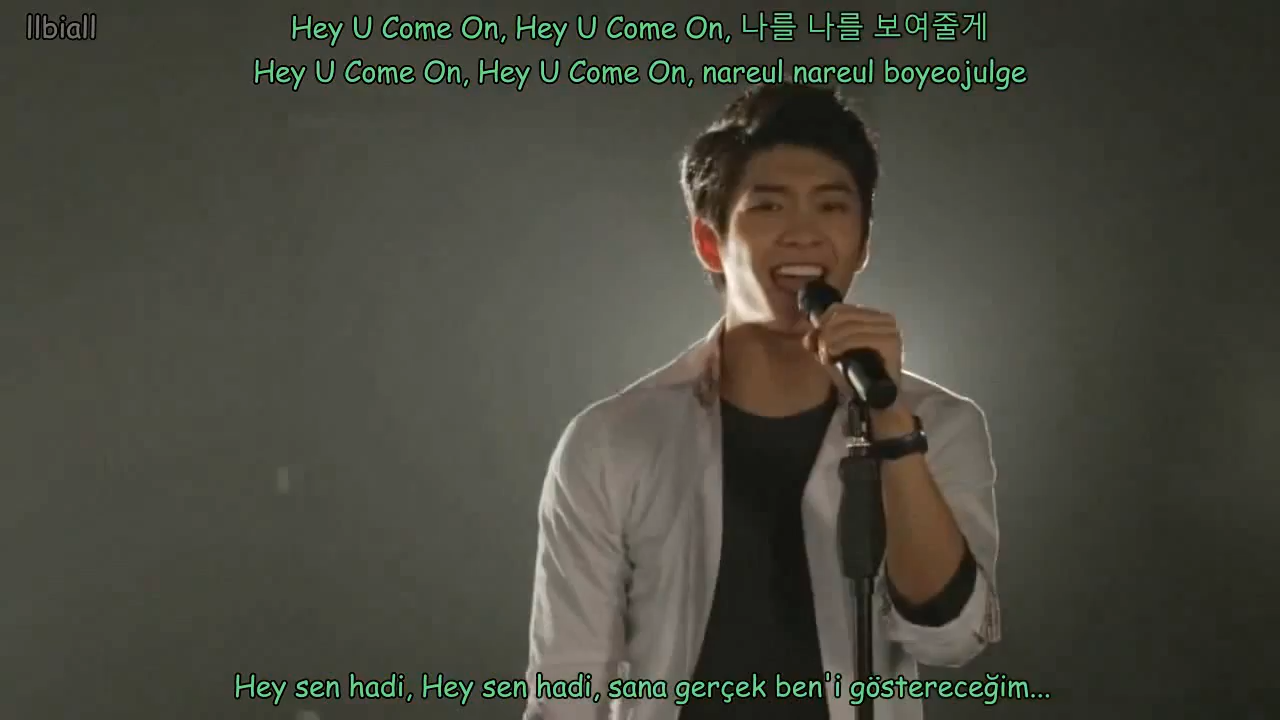 llbiall
Hey U Come On, Hey U Come On, 나를 나를 보여줄게
Hey U Come On, Hey U Come On, nareul nareul boyeojulge
Hey sen hadi, Hey sen hadi, sana gerçek ben'i göstereceğim...